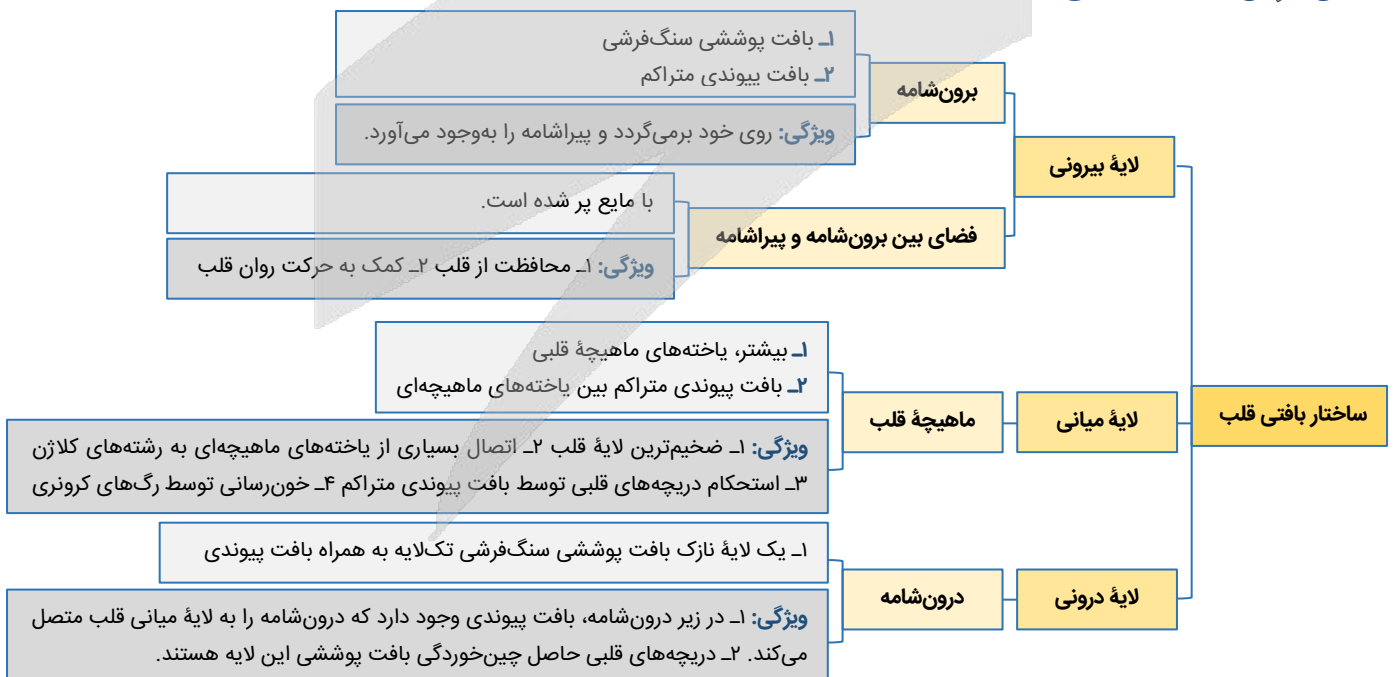 ساختار بافتی قلب
لایهٔ بیرونی
برون‌شامه
۱ـ بافت پوششی سنگ‌فرشی
۲ـ بافت پیوندی متراکم
ویژگی: روی خود برمی‌گردد و پیراشامه را به‌وجود می‌آورد.
فضای بین برون‌شامه و پیراشامه
با مایع پر شده است.
ویژگی: ۱ـ محافظت از قلب ۲ـ کمک به حرکت روان قلب
لایهٔ میانی
ماهیچهٔ قلب
۱ـ بیشتر، یاخته‌های ماهیچهٔ قلبی
۲ـ بافت پیوندی متراکم بین یاخته‌های ماهیچه‌ای
ویژگی: ۱ـ ضخیم‌ترین لایهٔ قلب ۲ـ اتصال بسیاری از یاخته‌های ماهیچه‌ای به رشته‌های کلاژن
۳ـ استحکام دریچه‌های قلبی توسط بافت پیوندی متراکم ۴ـ خون‌رسانی توسط رگ‌های کرونری
لایهٔ درونی
درون‌شامه
۱ـ یک لایهٔ نازک بافت پوششی سنگ‌فرشی تک‌لایه به همراه بافت پیوندی
ویژگی: ۱ـ در زیر درون‌شامه، بافت پیوندی وجود دارد که درون‌شامه را به لایهٔ میانی قلب متصل
می‌کند. ۲ـ دریچه‌های قلبی حاصل چین‌خوردگی بافت پوششی این لایه هستند.